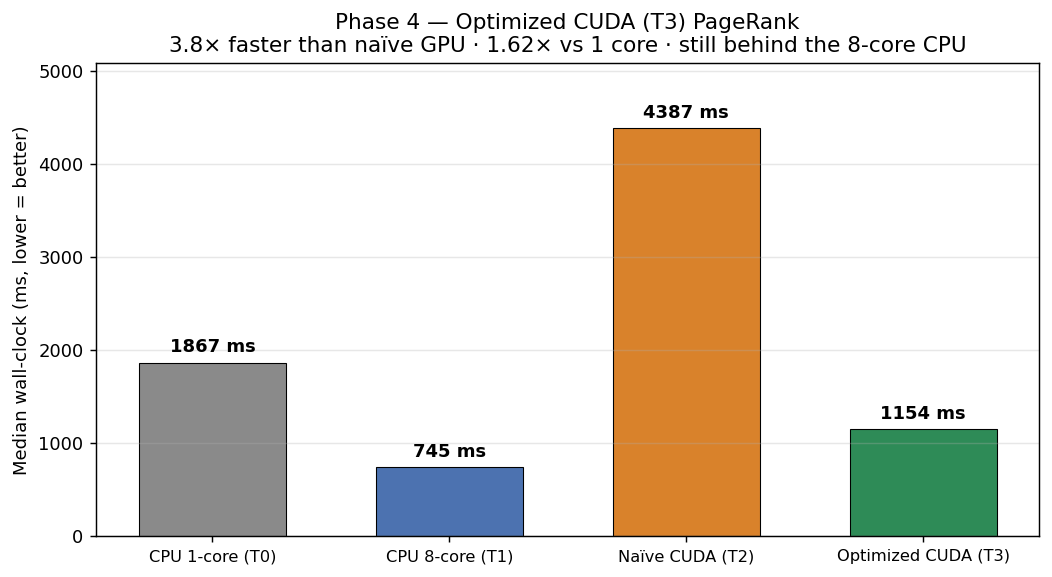 Phase 4 — Optimized CUDA (T3) PageRank
3.8× faster than naïve GPU · 1.62× vs 1 core · still behind the 8-core CPU
Median wall-clock (ms, lower = better)
5000
4000
3000
2000
1000
0
1867 ms
745 ms
4387 ms
1154 ms
CPU 1-core (T0)
CPU 8-core (T1)
Naïve CUDA (T2)
Optimized CUDA (T3)